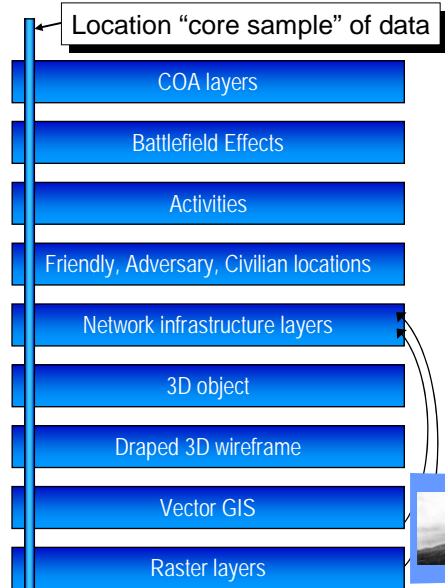 Location “core sample” of data
COA layers
Battlefield Effects
Activities
Friendly, Adversary, Civilian locations
Network infrastructure layers
3D object
Draped 3D wireframe
Vector GIS
Raster layers